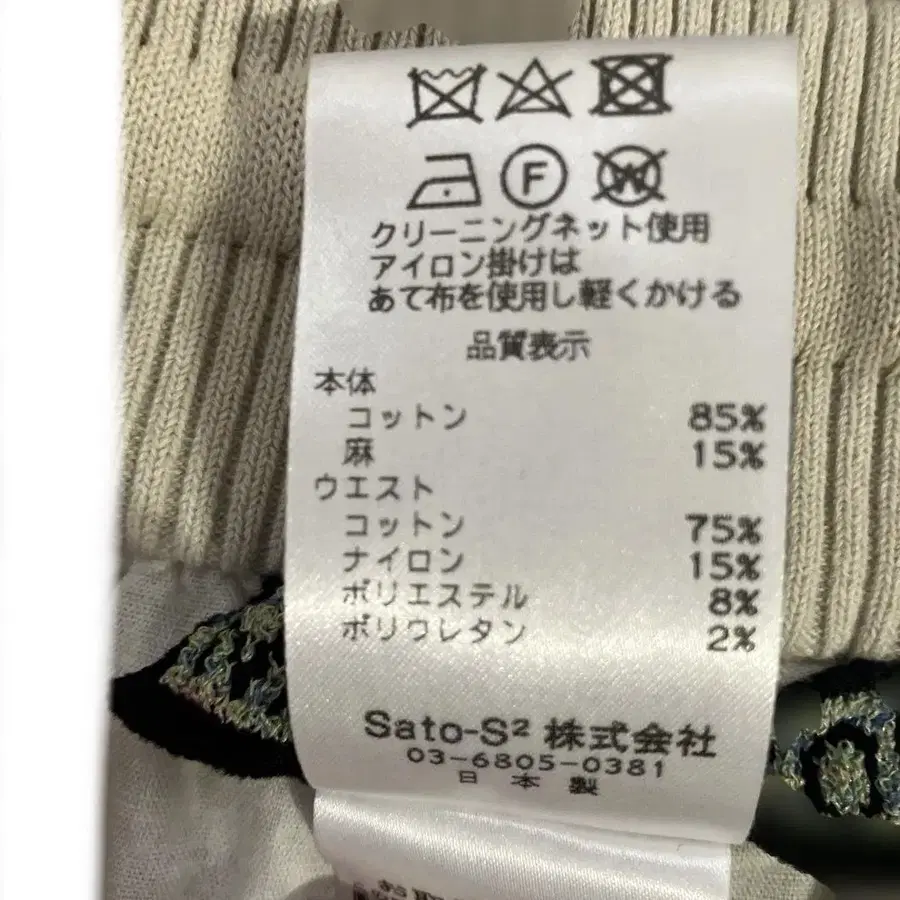 F W
クリーニングネット使用
アイロン掛けは
あて布を使用し軽くかける
品質表示
本体
コットン 85%
麻 15%
ウエスト
コットン 75%
ナイロン 15%
ポリエステル 8%
ポリウレタン 2%
Sato-S² 株式会社
03-6805-0381
日本製